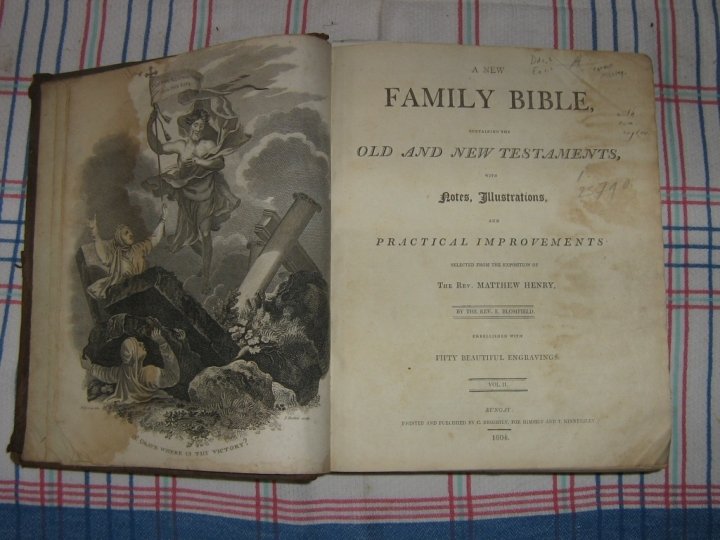 O GRAVE WHERE IS THY VICTORY?
A NEW
FAMILY BIBLE,
CONTAINING THE
OLD AND NEW TESTAMENTS,
WITH
Notes, Illustrations,
AND
PRACTICAL IMPROVEMENTS
SELECTED FROM THE EXPOSITION OF
THE REV. MATTHEW HENRY,
BY THE REV. E. BLOMFIELD.
EMBELLISHED WITH
FIFTY BEAUTIFUL ENGRAVINGS.
VOL. II.
BUNGAY:
PRINTED AND PUBLISHED BY C. BRIGHTLY, FOR HIMSELF AND T. KINNERSLEY.
1804.